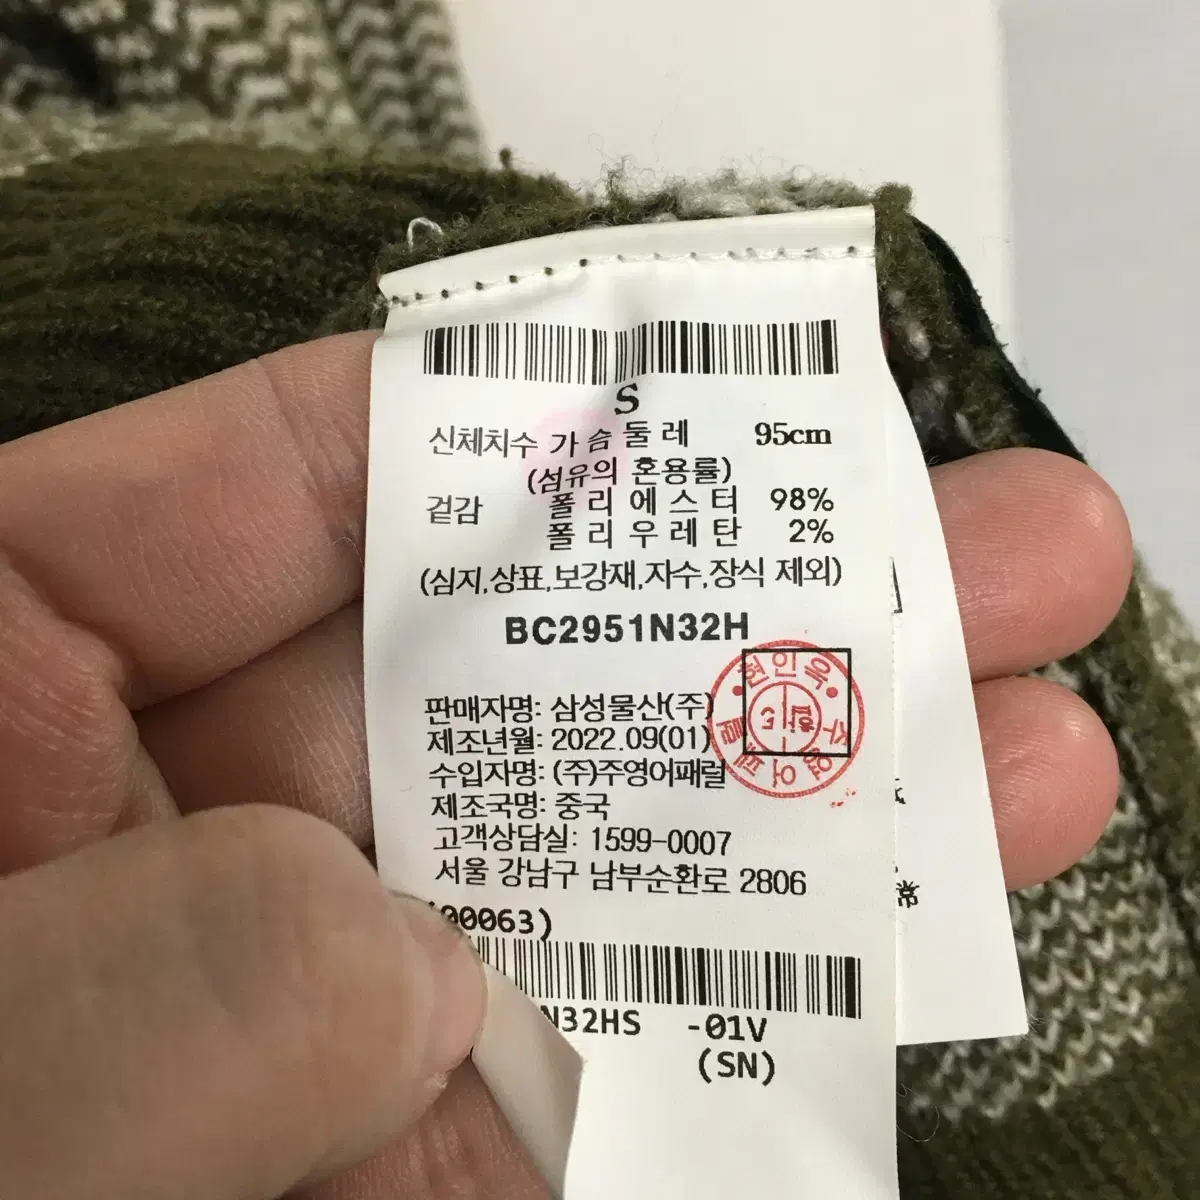 S
신체치수 가슴둘레 95cm
(섬유의 혼용률)
겉감 폴리에스터 98%
폴리우레탄 2%
(심지,상표,보강재,자수,장식 제외)
BC2951N32H
판매자명: 삼성물산(주)
제조년월: 2022.09(01)
수입자명: (주)주영어패럴
제조국명: 중국
고객상담실: 1599-0007
서울 강남구 남부순환로 2806
00063)
N32HS -01V
(SN)